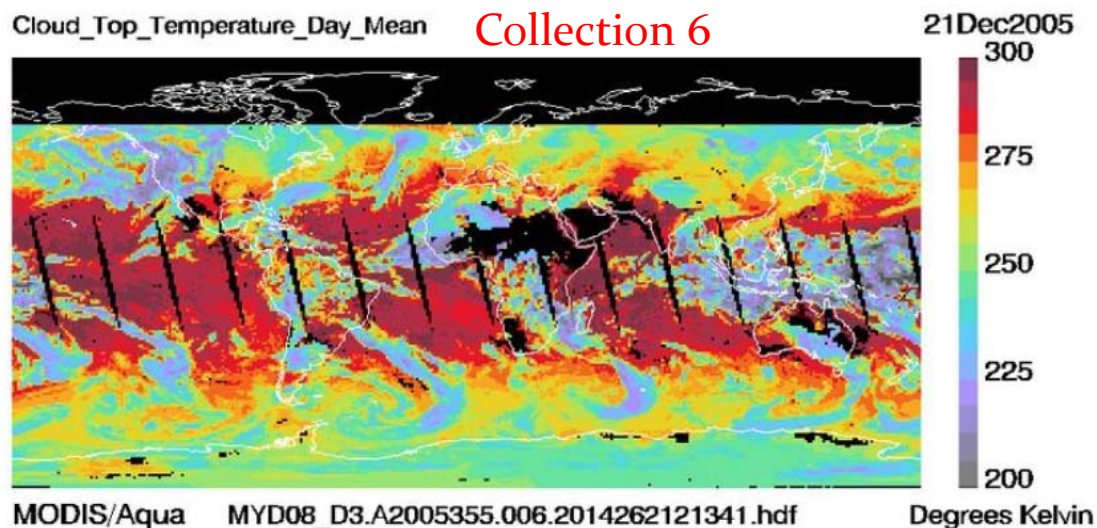 Cloud_Top_Temperature_Day_Mean
Collection 6
21Dec2005
300
275
250
225
200
MODIS/Aqua
MYD08_D3.A2005355.006.2014262121341.hdf
Degrees Kelvin